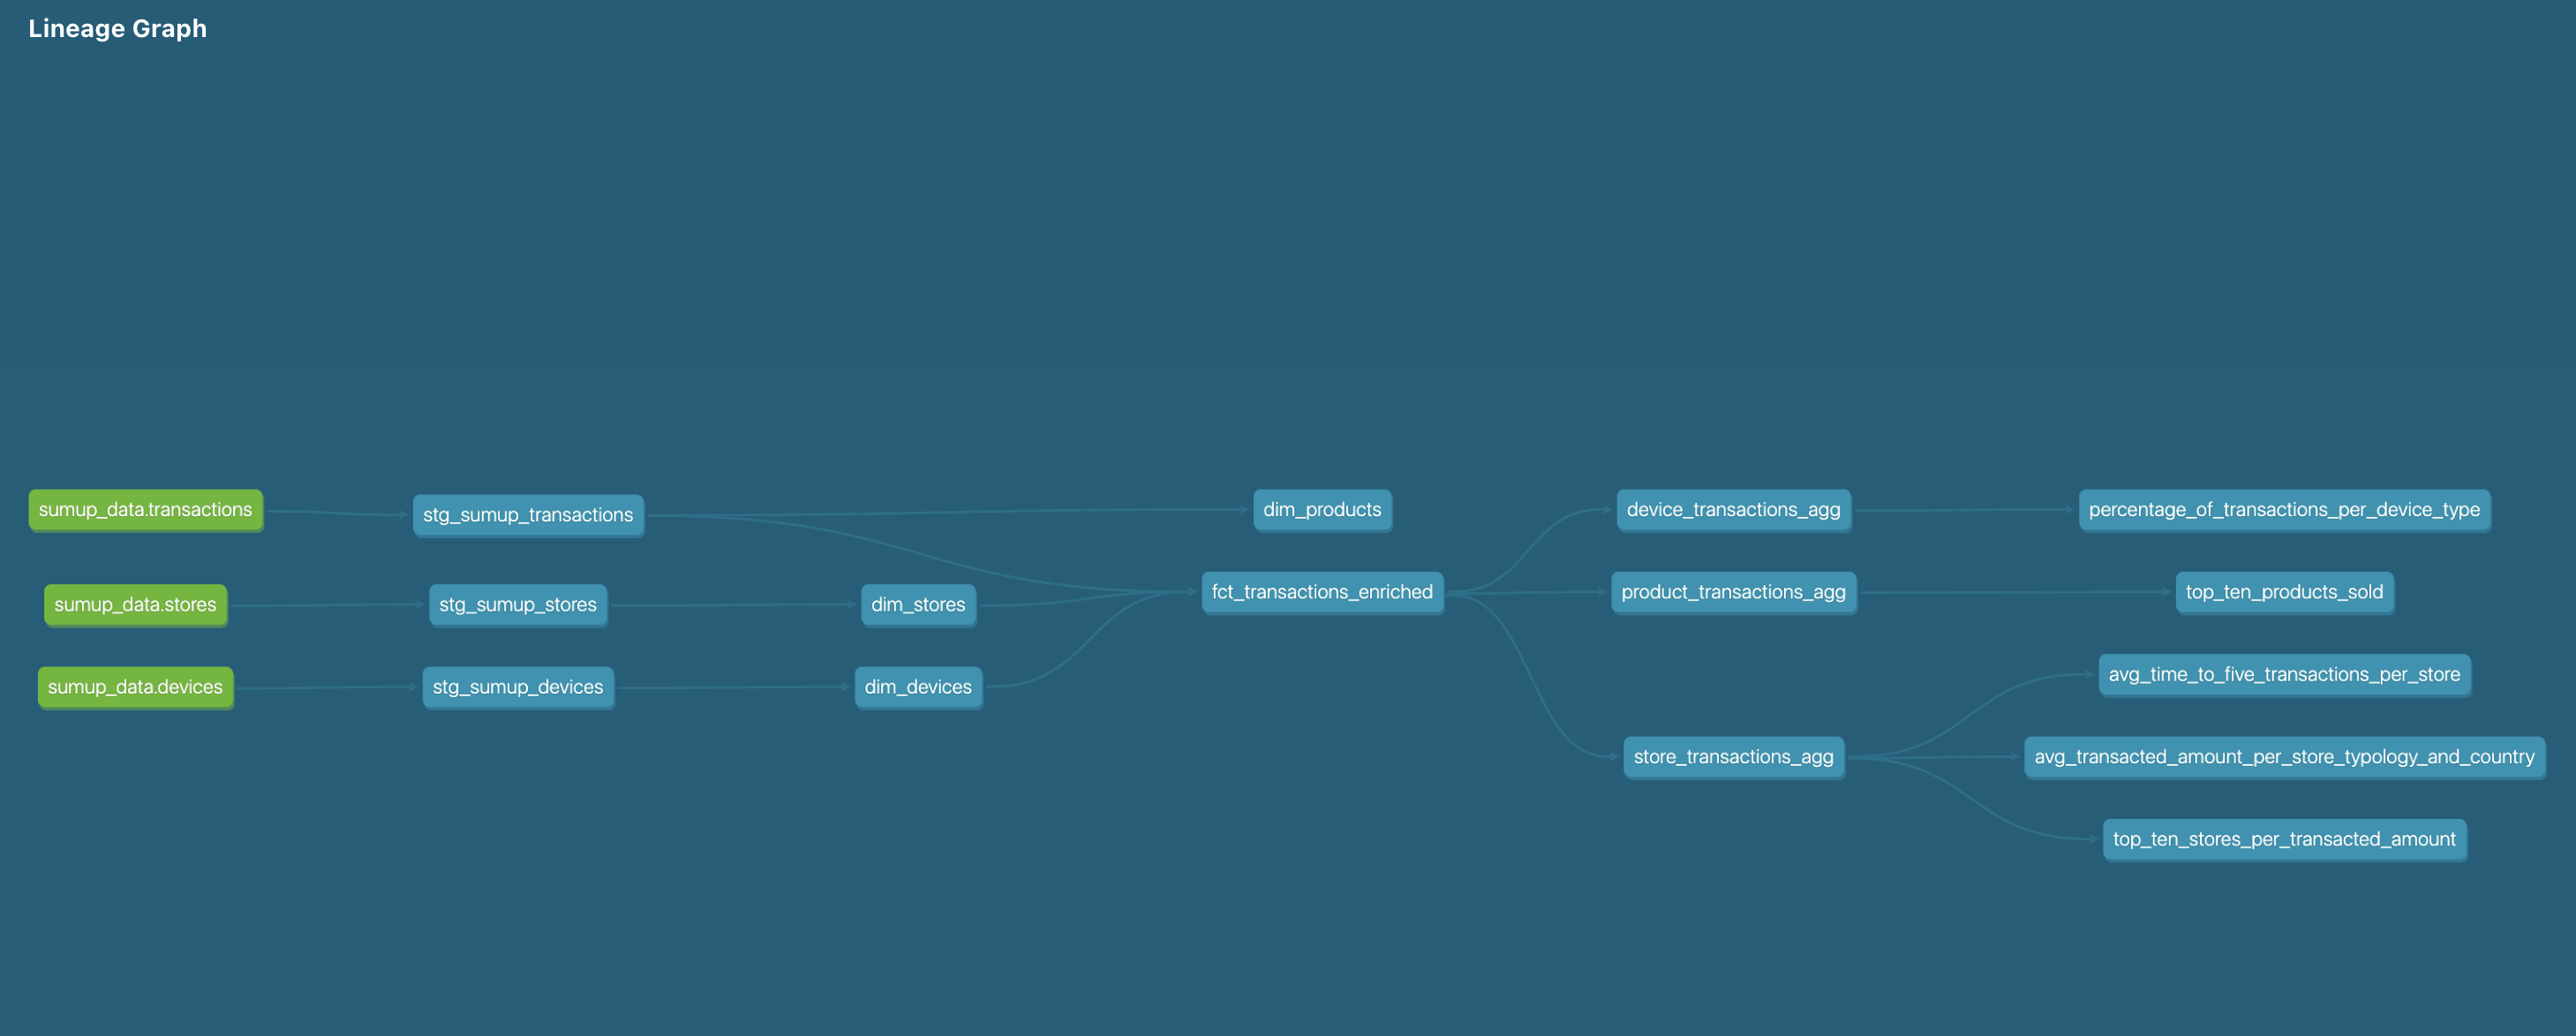 Lineage Graph
sumup_data.transactions
stg_sumup_transactions
dim_products
device_transactions_agg
percentage_of_transactions_per_device_type
sumup_data.stores
stg_sumup_stores
dim_stores
fct_transactions_enriched
product_transactions_agg
top_ten_products_sold
sumup_data.devices
stg_sumup_devices
dim_devices
avg_time_to_five_transactions_per_store
store_transactions_agg
avg_transacted_amount_per_store_typology_and_country
top_ten_stores_per_transacted_amount